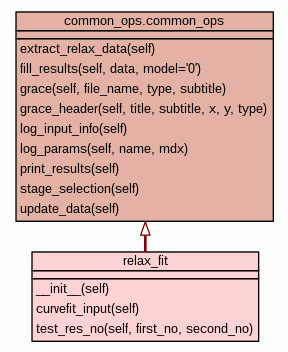 common_ops.common_ops
extract_relax_data(self)
fill_results(self, data, model='0')
grace(self, file_name, type, subtitle)
grace_header(self, title, subtitle, x, y, type)
log_input_info(self)
log_params(self, name, mdx)
print_results(self)
stage_selection(self)
update_data(self)
relax_fit
__init__(self)
curvefit_input(self)
test_res_no(self, first_no, second_no)